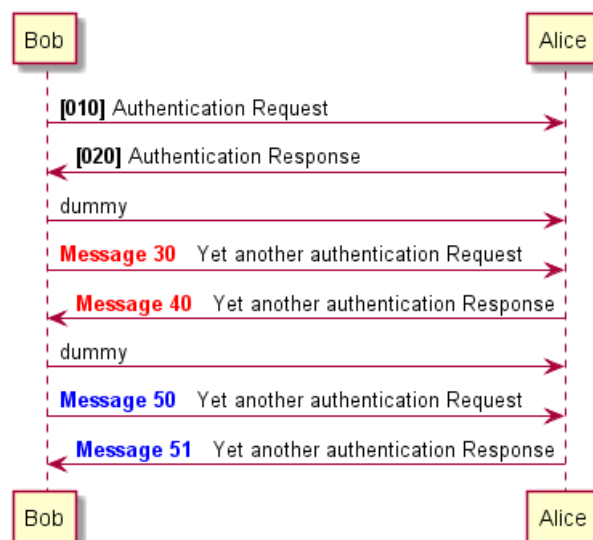 Bob Alice
[010] Authentication Request
[020] Authentication Response
dummy
Message 30 Yet another authentication Request
Message 40 Yet another authentication Response
dummy
Message 50 Yet another authentication Request
Message 51 Yet another authentication Response
Bob Alice